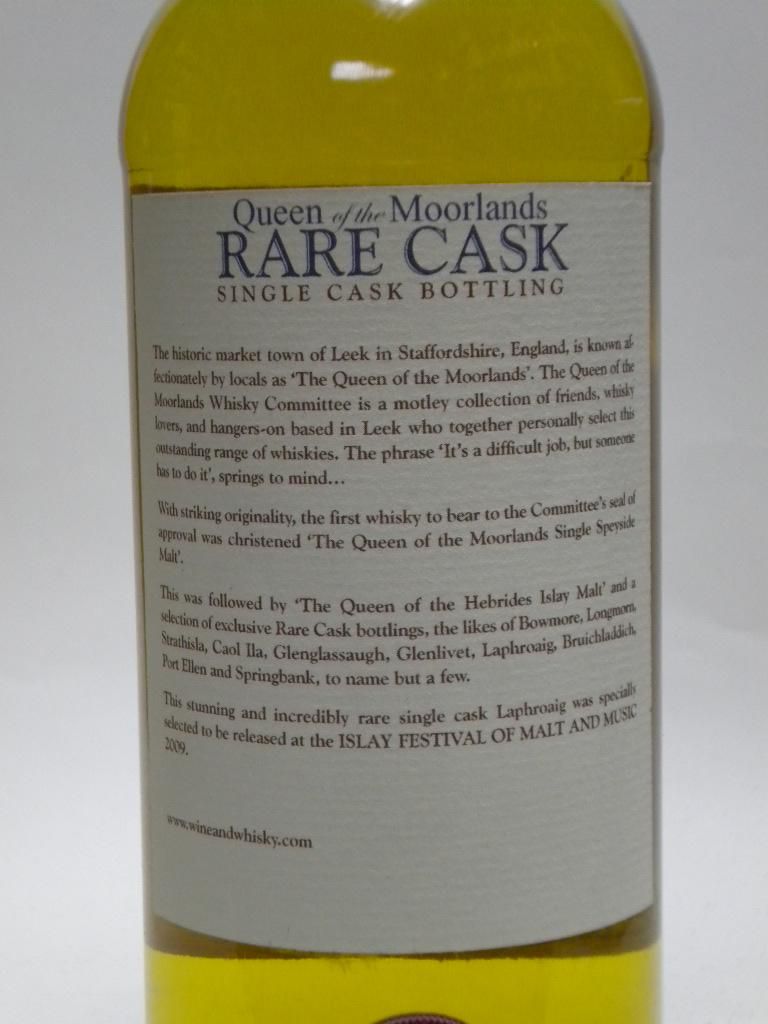 Queen of the Moorlands
RARE CASK
SINGLE CASK BOTTLING
The historic market town of Leek in Staffordshire, England, is known af-
fectionately by locals as ‘The Queen of the Moorlands’. The Queen of the
Moorlands Whisky Committee is a motley collection of friends, whisky
lovers, and hangers-on based in Leek who together personally select this
outstanding range of whiskies. The phrase ‘It’s a difficult job, but someone
has to do it’, springs to mind…
With striking originality, the first whisky to bear to the Committee’s seal of
approval was christened ‘The Queen of the Moorlands Single Speyside
Malt’.
This was followed by ‘The Queen of the Hebrides Islay Malt’ and a
selection of exclusive Rare Cask bottlings, the likes of Bowmore, Longmorn,
Strathisla, Caol Ila, Glenglassaugh, Glenlivet, Laphroaig, Bruichladdich,
Port Ellen and Springbank, to name but a few.
This stunning and incredibly rare single cask Laphroaig was specially
selected to be released at the ISLAY FESTIVAL OF MALT AND MUSIC
2009.
www.wineandwhisky.com